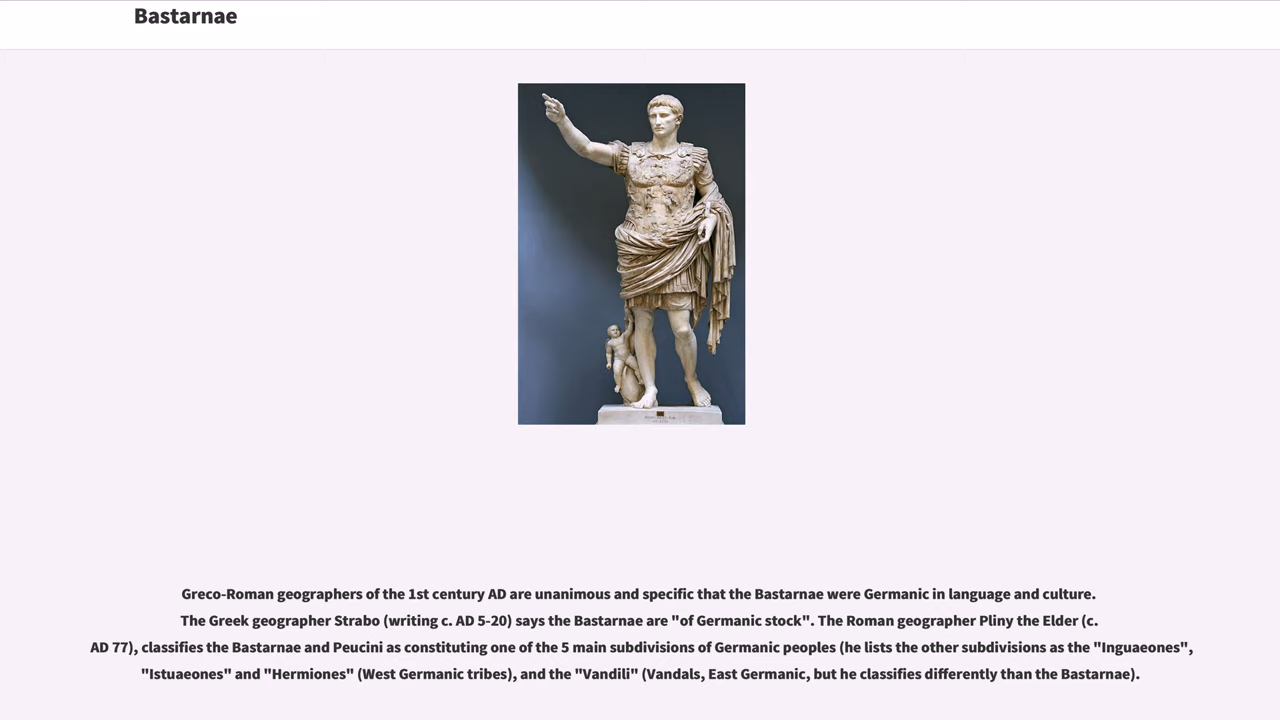 Bastarnae
Greco-Roman geographers of the 1st century AD are unanimous and specific that the Bastarnae were Germanic in language and culture.
The Greek geographer Strabo (writing c. AD 5-20) says the Bastarnae are "of Germanic stock". The Roman geographer Pliny the Elder (c.
AD 77), classifies the Bastarnae and Peucini as constituting one of the 5 main subdivisions of Germanic peoples (he lists the other subdivisions as the "Inguaeones",
"Istuaeones" and "Hermiones" (West Germanic tribes), and the "Vandili" (Vandals, East Germanic, but he classifies differently than the Bastarnae).